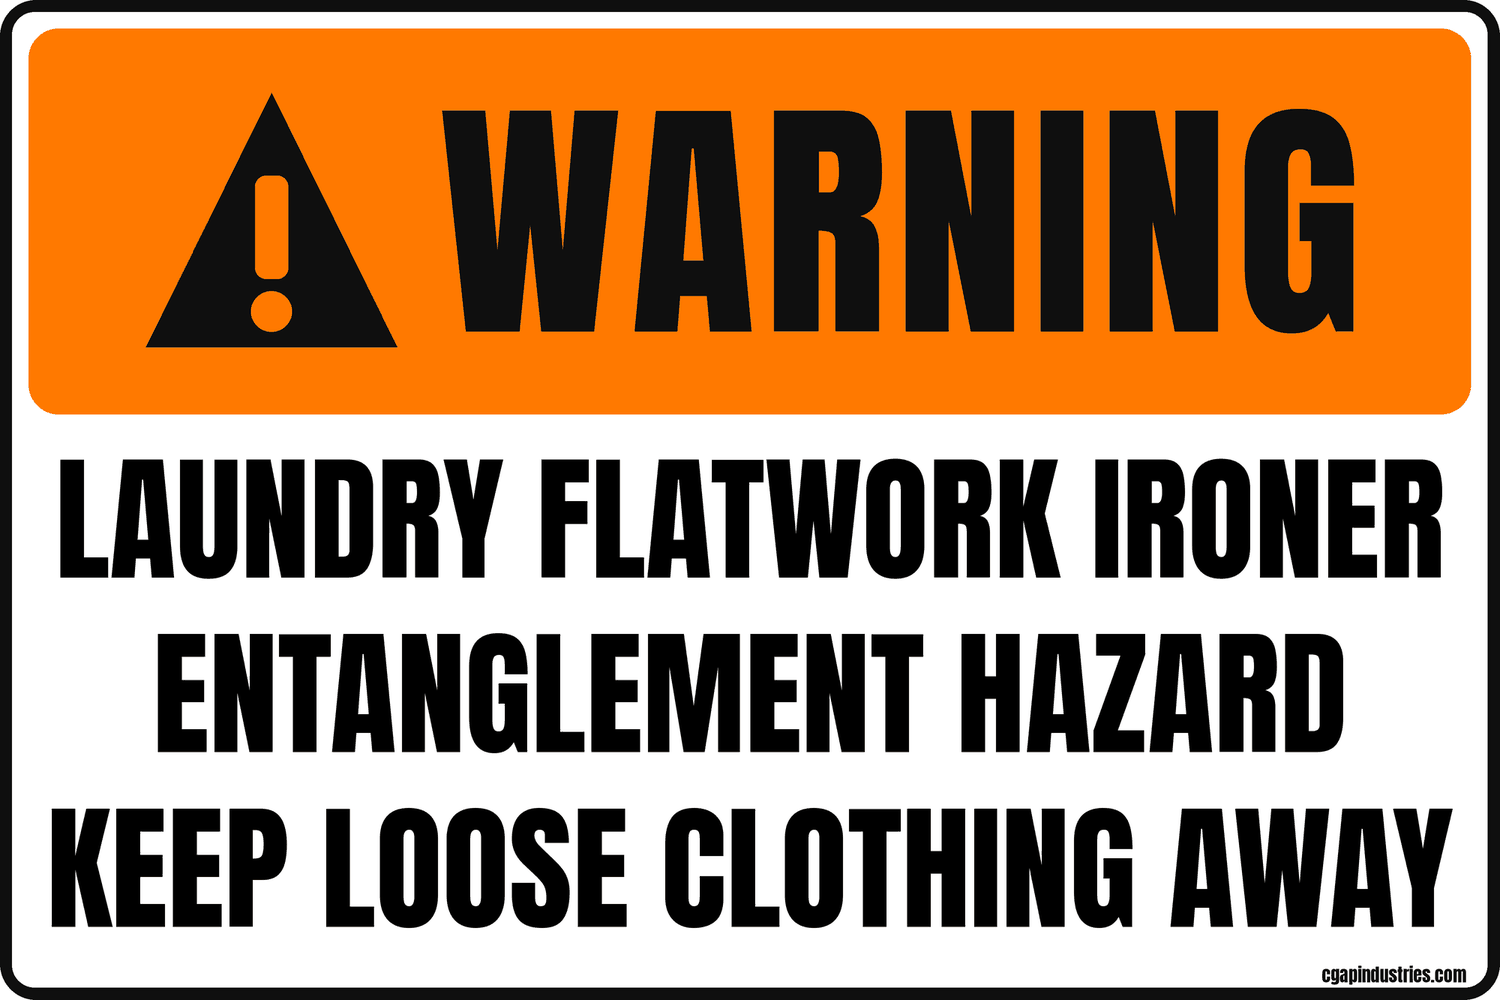 WARNING
LAUNDRY FLATWORK IRONER
ENTANGLEMENT HAZARD
KEEP LOOSE CLOTHING AWAY
cgapindustries.com